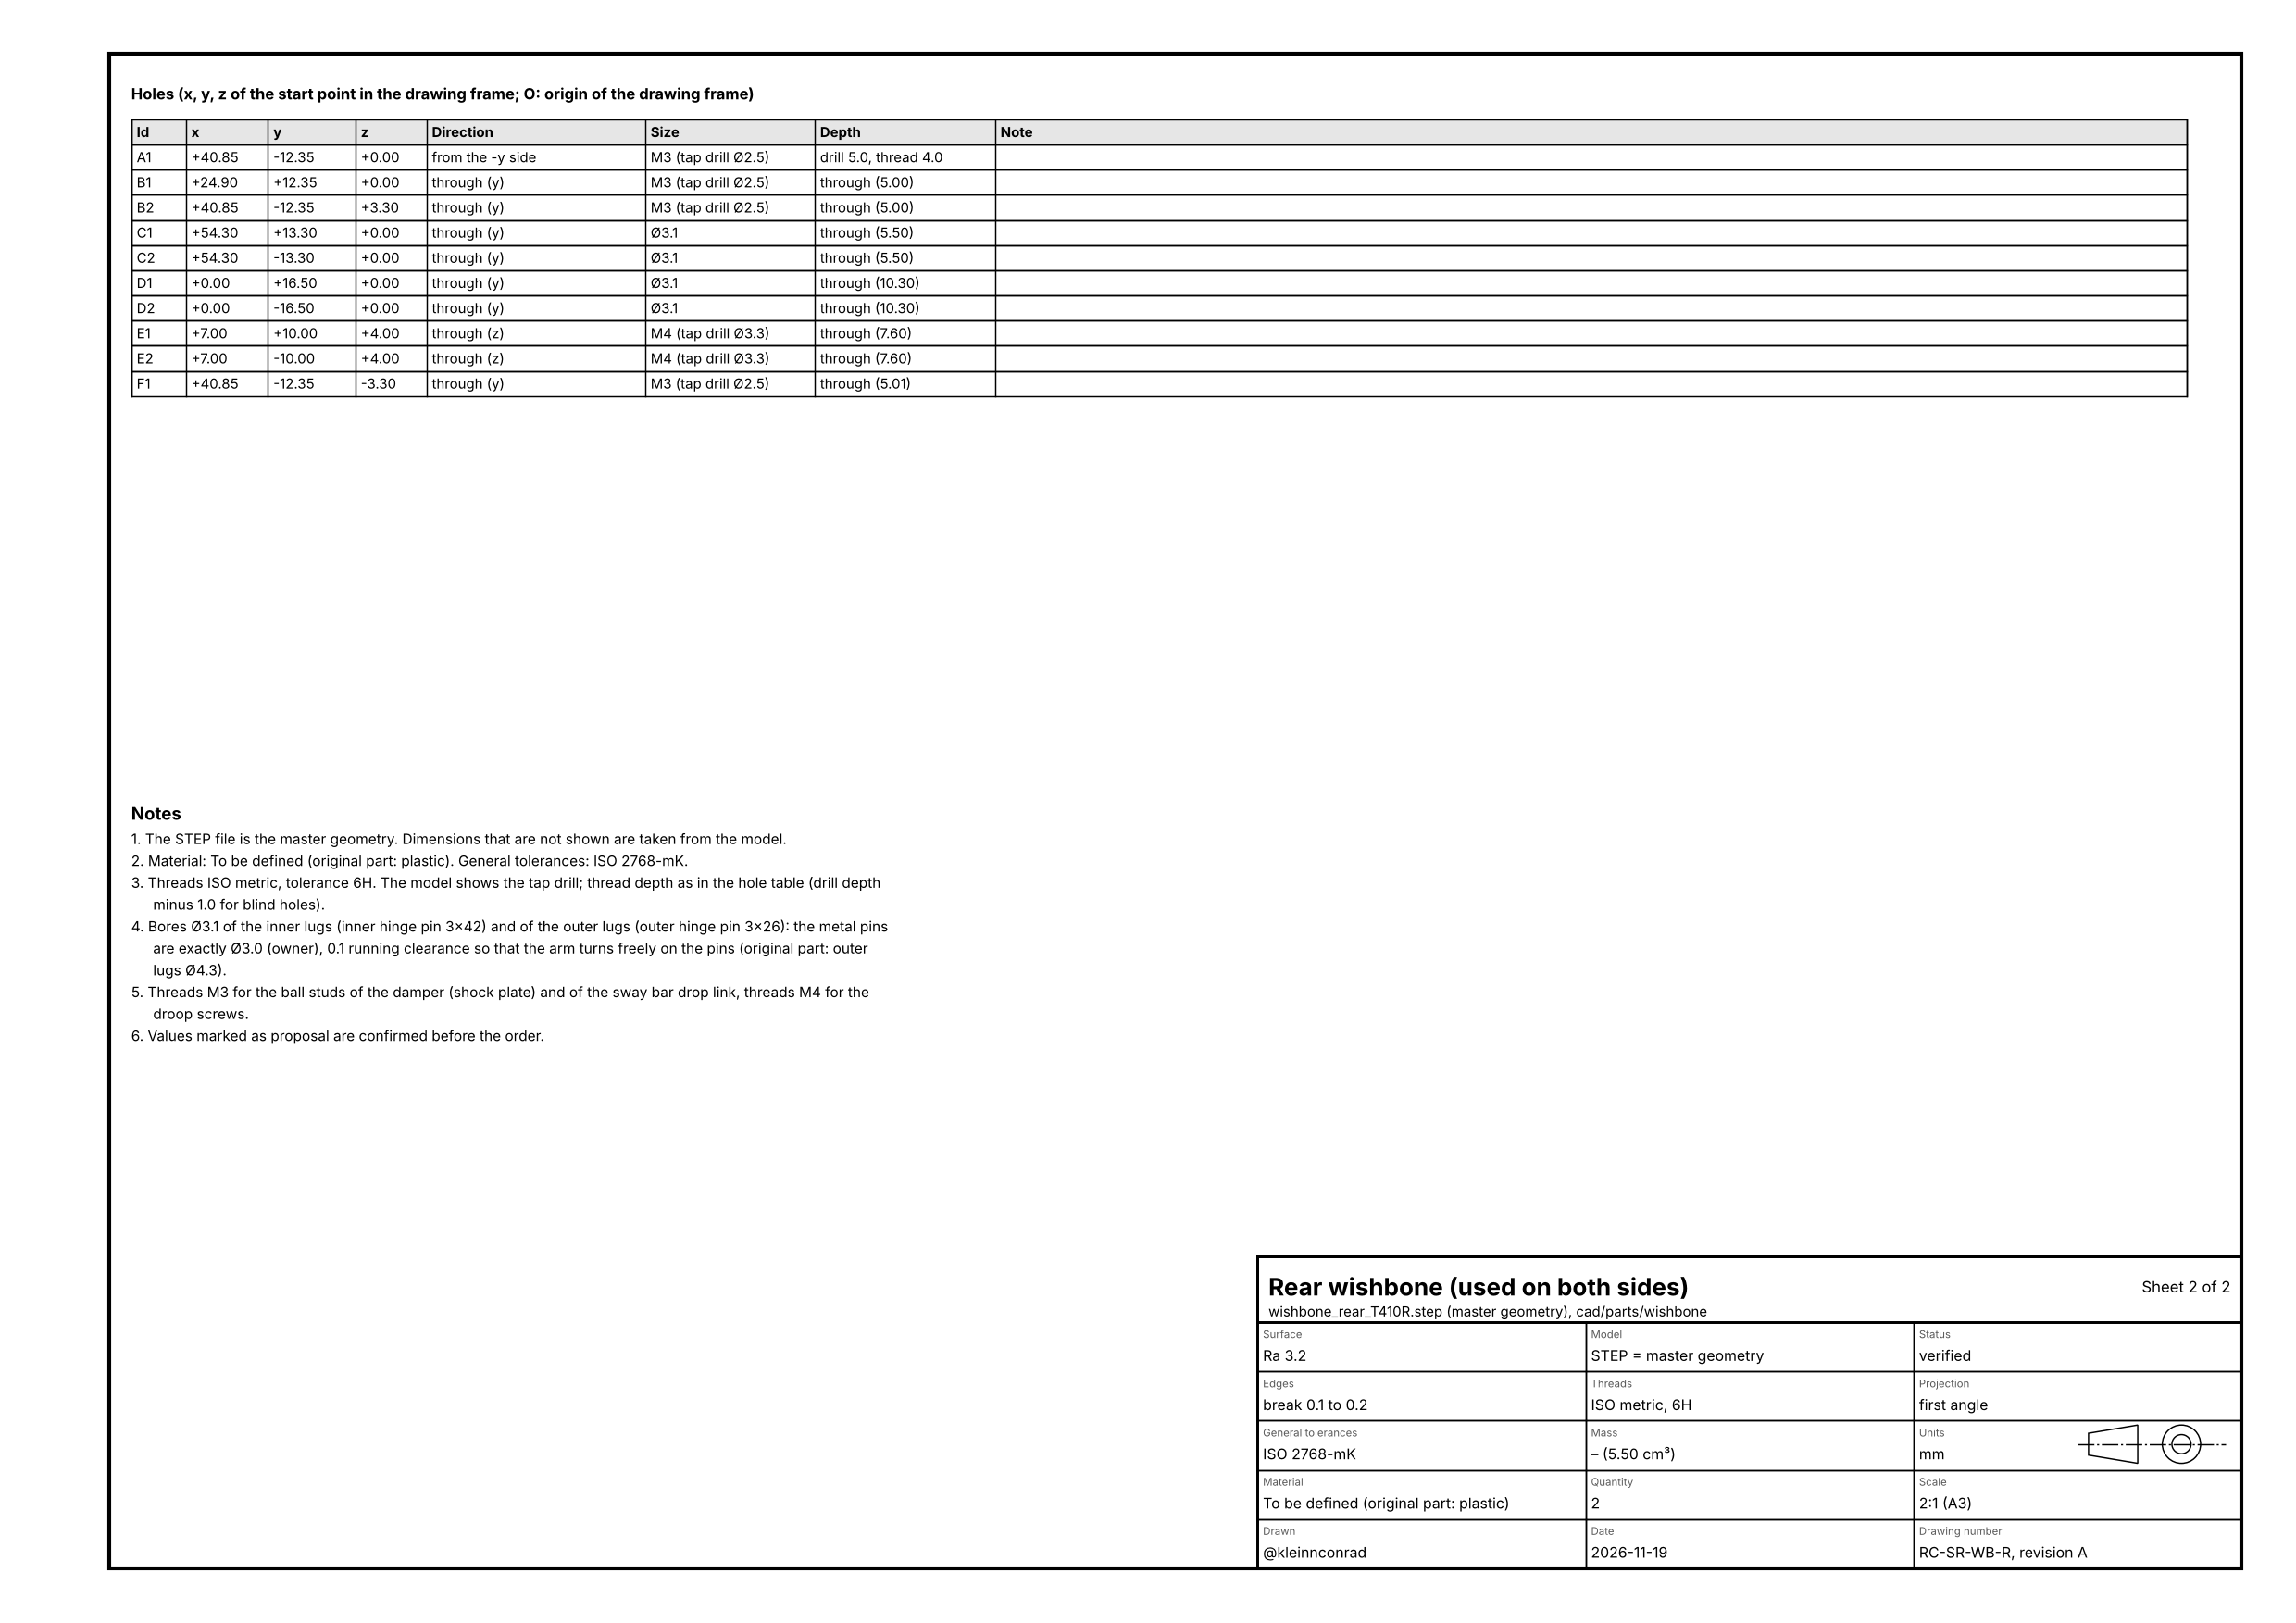 Holes (x, y, z of the start point in the drawing frame; O: origin of the drawing frame)
Id x y z Direction Size Depth Note
A1 +40.85 -12.35 +0.00 from the -y side M3 (tap drill Ø2.5) drill 5.0, thread 4.0
B1 +24.90 +12.35 +0.00 through (y) M3 (tap drill Ø2.5) through (5.00)
B2 +40.85 -12.35 +3.30 through (y) M3 (tap drill Ø2.5) through (5.00)
C1 +54.30 +13.30 +0.00 through (y) Ø3.1 through (5.50)
C2 +54.30 -13.30 +0.00 through (y) Ø3.1 through (5.50)
D1 +0.00 +16.50 +0.00 through (y) Ø3.1 through (10.30)
D2 +0.00 -16.50 +0.00 through (y) Ø3.1 through (10.30)
E1 +7.00 +10.00 +4.00 through (z) M4 (tap drill Ø3.3) through (7.60)
E2 +7.00 -10.00 +4.00 through (z) M4 (tap drill Ø3.3) through (7.60)
F1 +40.85 -12.35 -3.30 through (y) M3 (tap drill Ø2.5) through (5.01)
Notes
1. The STEP file is the master geometry. Dimensions that are not shown are taken from the model.
2. Material: To be defined (original part: plastic). General tolerances: ISO 2768-mK.
3. Threads ISO metric, tolerance 6H. The model shows the tap drill; thread depth as in the hole table (drill depth
minus 1.0 for blind holes).
4. Bores Ø3.1 of the inner lugs (inner hinge pin 3×42) and of the outer lugs (outer hinge pin 3×26): the metal pins
are exactly Ø3.0 (owner), 0.1 running clearance so that the arm turns freely on the pins (original part: outer
lugs Ø4.3).
5. Threads M3 for the ball studs of the damper (shock plate) and of the sway bar drop link, threads M4 for the
droop screws.
6. Values marked as proposal are confirmed before the order.
Rear wishbone (used on both sides) Sheet 2 of 2
wishbone_rear_T410R.step (master geometry), cad/parts/wishbone
Surface Model Status
Ra 3.2 STEP = master geometry verified
Edges Threads Projection
break 0.1 to 0.2 ISO metric, 6H first angle
General tolerances Mass Units
ISO 2768-mK – (5.50 cm³) mm
Material Quantity Scale
To be defined (original part: plastic) 2 2:1 (A3)
Drawn Date Drawing number
@kleinnconrad 2026-11-19 RC-SR-WB-R, revision A